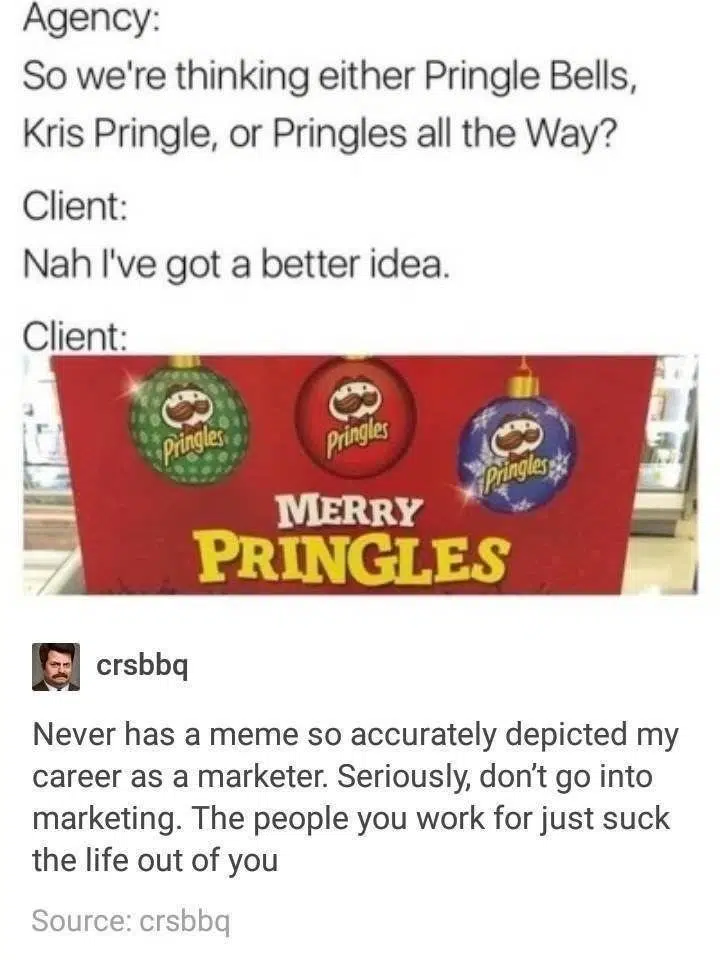 Agency:
So we're thinking either Pringle Bells,
Kris Pringle, or Pringles all the Way?
Client:
Nah I've got a better idea.
Client:
Pringles
Pringles
Pringles
MERRY
PRINGLES
crsbbq
Never has a meme so accurately depicted my
career as a marketer. Seriously, don’t go into
marketing. The people you work for just suck
the life out of you
Source: crsbbq